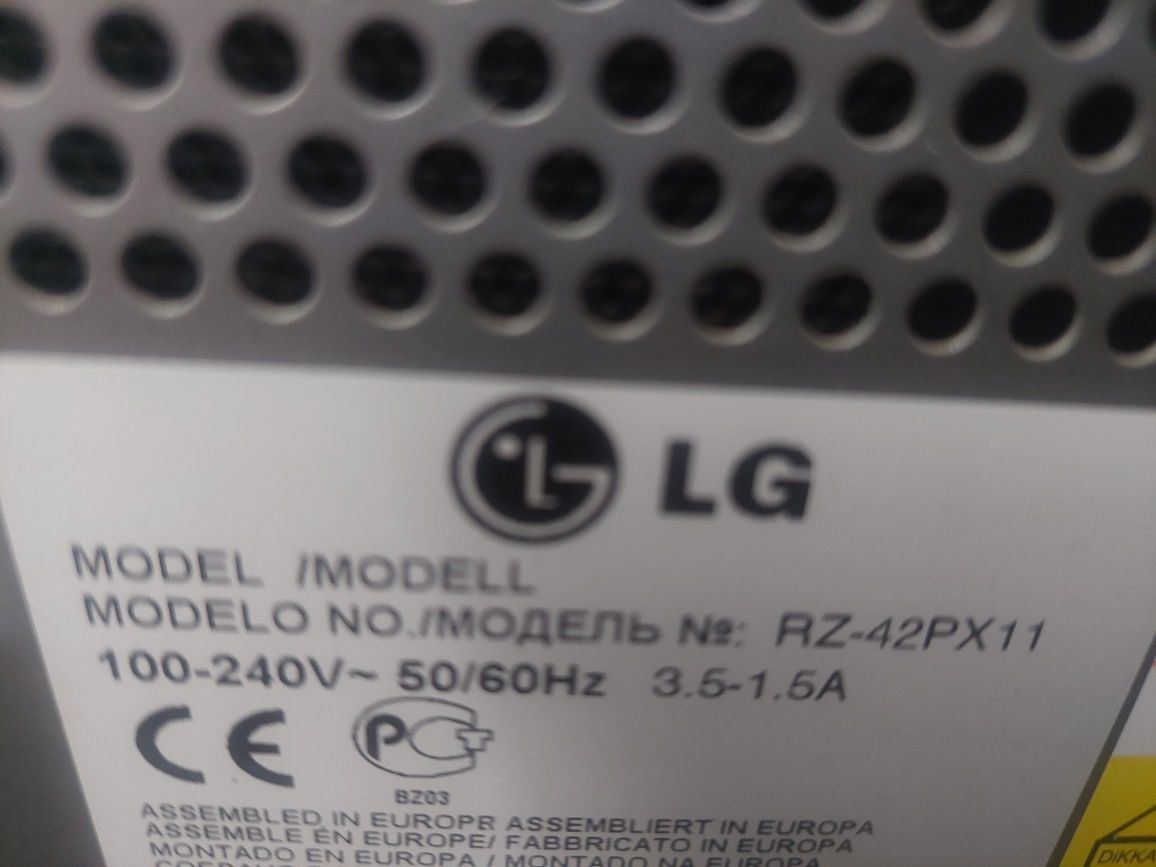 LG
MODEL /MODELL
MODELO NO./МОДЕЛЬ №: RZ-42PX11
100-240V~ 50/60Hz 3.5-1.5A
CE PC
BZ03
ASSEMBLED IN EUROPR ASSEMBLIERT IN EUROPA
ASSEMBLE EN EUROPE/ FABBRICATO IN EUROPA
MONTADO EN EUROPA / MONTADO NA EUROPA
DIKKA